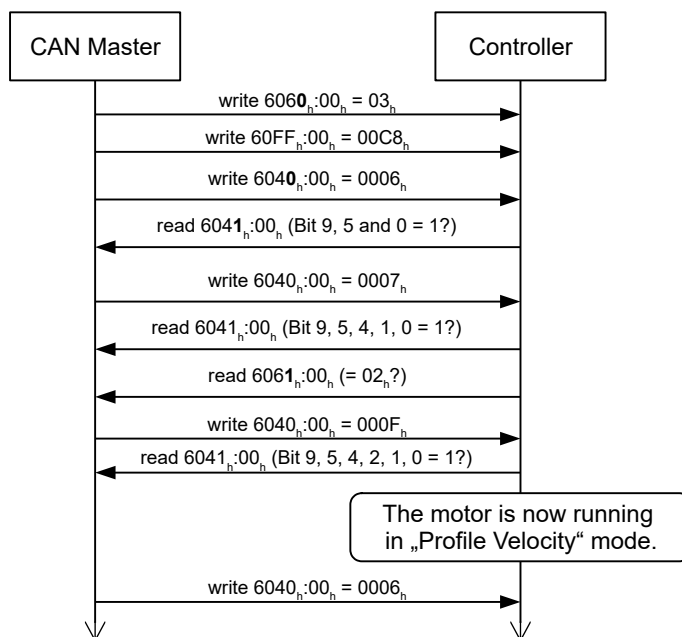 CAN Master
Controller
write 6060ₕ:00ₕ = 03ₕ
write 60FFₕ:00ₕ = 00C8ₕ
write 6040ₕ:00ₕ = 0006ₕ
read 6041ₕ:00ₕ (Bit 9, 5 and 0 = 1?)
write 6040ₕ:00ₕ = 0007ₕ
read 6041ₕ:00ₕ (Bit 9, 5, 4, 1, 0 = 1?)
read 6061ₕ:00ₕ (= 02ₕ?)
write 6040ₕ:00ₕ = 000Fₕ
read 6041ₕ:00ₕ (Bit 9, 5, 4, 2, 1, 0 = 1?)
The motor is now running
in „Profile Velocity“ mode.
write 6040ₕ:00ₕ = 0006ₕ